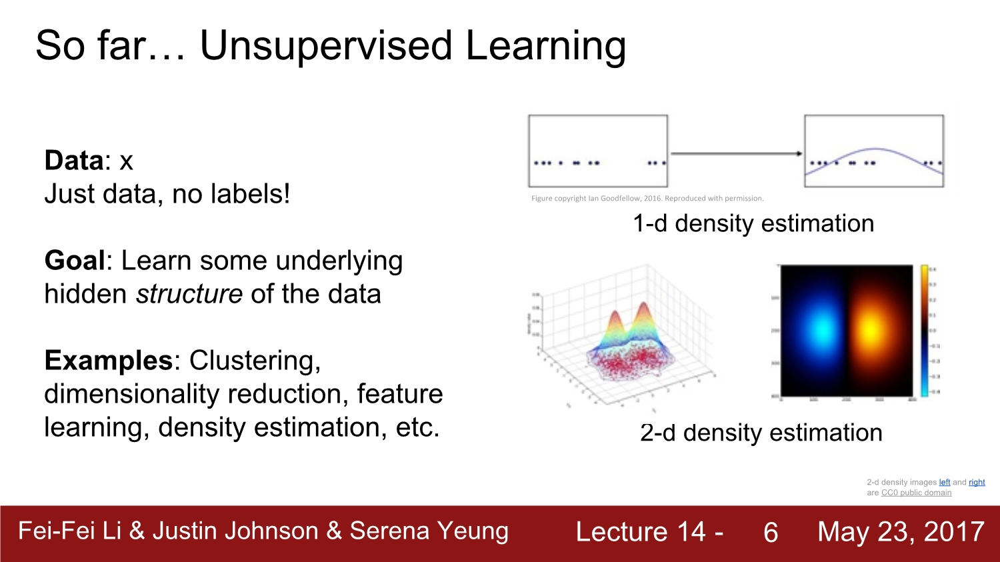 So far… Unsupervised Learning
Data: x
Just data, no labels!
Goal: Learn some underlying
hidden structure of the data
Examples: Clustering,
dimensionality reduction, feature
learning, density estimation, etc.
Figure copyright Ian Goodfellow, 2016. Reproduced with permission.
1-d density estimation
2-d density estimation
2-d density images left and right
are CC0 public domain
Fei-Fei Li & Justin Johnson & Serena Yeung
Lecture 14 - 6 May 23, 2017